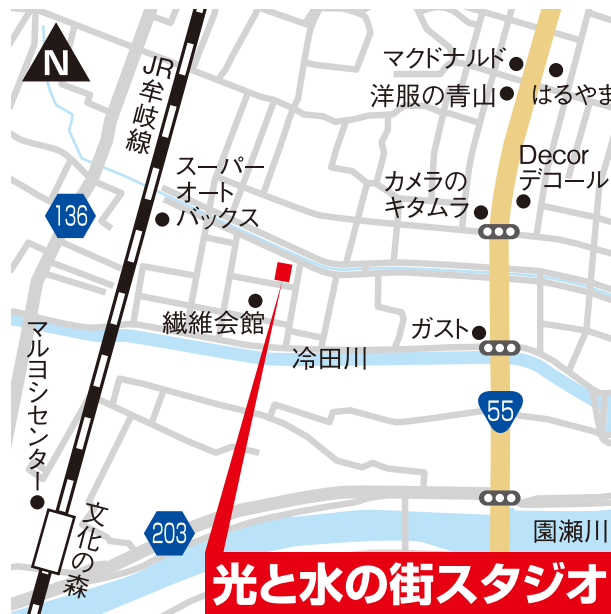 N
JR牟岐線
マクドナルド
洋服の青山
はるやま
スーパー
オート
バックス
136
カメラの
キタムラ
Decor
デコール
繊維会館
ガスト
冷田川
マルヨシセンター
55
文化の森
203
園瀬川
光と水の街スタジオ